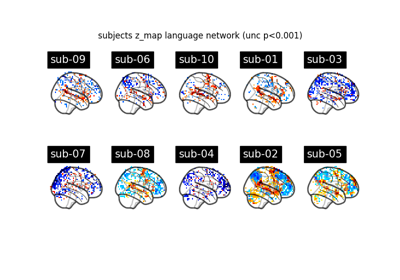 subjects z_map language network (unc p<0.001)
sub-09 sub-06 sub-10 sub-01 sub-03
sub-07 sub-08 sub-04 sub-02 sub-05